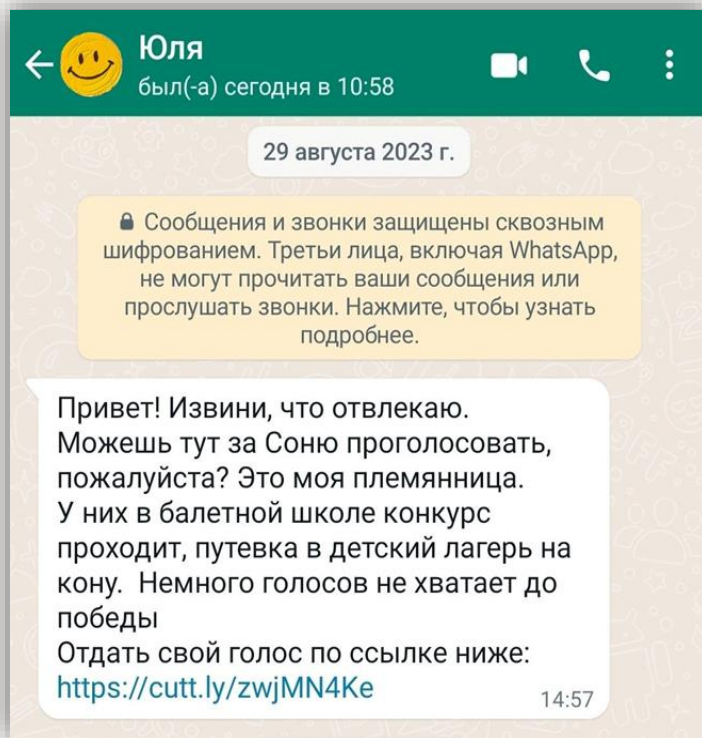 Юля
был(-а) сегодня в 10:58
29 августа 2023 г.
Сообщения и звонки защищены сквозным
шифрованием. Третьи лица, включая WhatsApp,
не могут прочитать ваши сообщения или
прослушать звонки. Нажмите, чтобы узнать
подробнее.
Привет! Извини, что отвлекаю.
Можешь тут за Соню проголосовать,
пожалуйста? Это моя племянница.
У них в балетной школе конкурс
проходит, путевка в детский лагерь на
кону. Немного голосов не хватает до
победы
Отдать свой голос по ссылке ниже:
https://cutt.ly/zwjMN4Ke
14:57